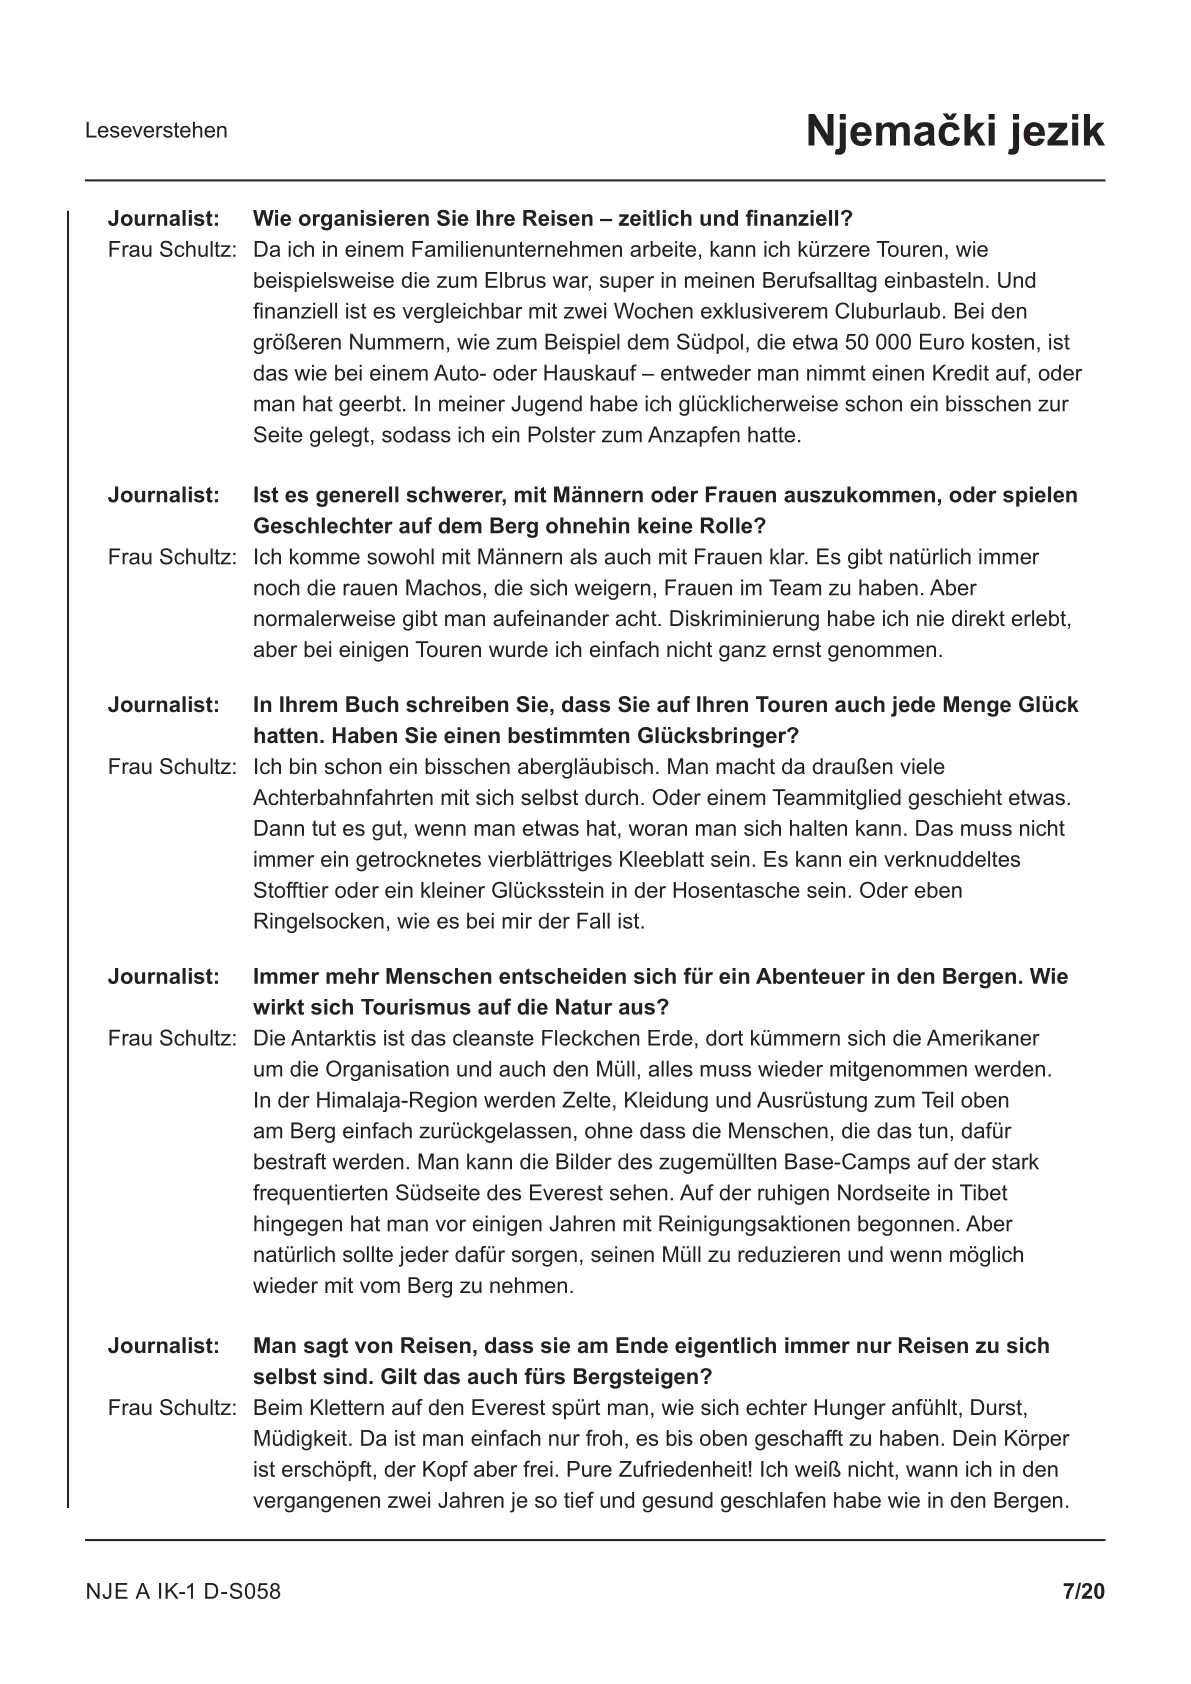 Leseverstehen
Njemački jezik
Journalist: Wie organisieren Sie Ihre Reisen – zeitlich und finanziell?
Frau Schultz: Da ich in einem Familienunternehmen arbeite, kann ich kürzere Touren, wie
beispielsweise die zum Elbrus war, super in meinen Berufsalltag einbasteln. Und
finanziell ist es vergleichbar mit zwei Wochen exklusiverem Cluburlaub. Bei den
größeren Nummern, wie zum Beispiel dem Südpol, die etwa 50 000 Euro kosten, ist
das wie bei einem Auto- oder Hauskauf – entweder man nimmt einen Kredit auf, oder
man hat geerbt. In meiner Jugend habe ich glücklicherweise schon ein bisschen zur
Seite gelegt, sodass ich ein Polster zum Anzapfen hatte.
Journalist: Ist es generell schwerer, mit Männern oder Frauen auszukommen, oder spielen
Geschlechter auf dem Berg ohnehin keine Rolle?
Frau Schultz: Ich komme sowohl mit Männern als auch mit Frauen klar. Es gibt natürlich immer
noch die rauen Machos, die sich weigern, Frauen im Team zu haben. Aber
normalerweise gibt man aufeinander acht. Diskriminierung habe ich nie direkt erlebt,
aber bei einigen Touren wurde ich einfach nicht ganz ernst genommen.
Journalist: In Ihrem Buch schreiben Sie, dass Sie auf Ihren Touren auch jede Menge Glück
hatten. Haben Sie einen bestimmten Glücksbringer?
Frau Schultz: Ich bin schon ein bisschen abergläubisch. Man macht da draußen viele
Achterbahnfahrten mit sich selbst durch. Oder einem Teammitglied geschieht etwas.
Dann tut es gut, wenn man etwas hat, woran man sich halten kann. Das muss nicht
immer ein getrocknetes vierblättriges Kleeblatt sein. Es kann ein verknuddeltes
Stofftier oder ein kleiner Glücksstein in der Hosentasche sein. Oder eben
Ringelsocken, wie es bei mir der Fall ist.
Journalist: Immer mehr Menschen entscheiden sich für ein Abenteuer in den Bergen. Wie
wirkt sich Tourismus auf die Natur aus?
Frau Schultz: Die Antarktis ist das cleanste Fleckchen Erde, dort kümmern sich die Amerikaner
um die Organisation und auch den Müll, alles muss wieder mitgenommen werden.
In der Himalaja-Region werden Zelte, Kleidung und Ausrüstung zum Teil oben
am Berg einfach zurückgelassen, ohne dass die Menschen, die das tun, dafür
bestraft werden. Man kann die Bilder des zugemüllten Base-Camps auf der stark
frequentierten Südseite des Everest sehen. Auf der ruhigen Nordseite in Tibet
hingegen hat man vor einigen Jahren mit Reinigungsaktionen begonnen. Aber
natürlich sollte jeder dafür sorgen, seinen Müll zu reduzieren und wenn möglich
wieder mit vom Berg zu nehmen.
Journalist: Man sagt von Reisen, dass sie am Ende eigentlich immer nur Reisen zu sich
selbst sind. Gilt das auch fürs Bergsteigen?
Frau Schultz: Beim Klettern auf den Everest spürt man, wie sich echter Hunger anfühlt, Durst,
Müdigkeit. Da ist man einfach nur froh, es bis oben geschafft zu haben. Dein Körper
ist erschöpft, der Kopf aber frei. Pure Zufriedenheit! Ich weiß nicht, wann ich in den
vergangenen zwei Jahren je so tief und gesund geschlafen habe wie in den Bergen.
NJE A IK-1 D-S058
7/20